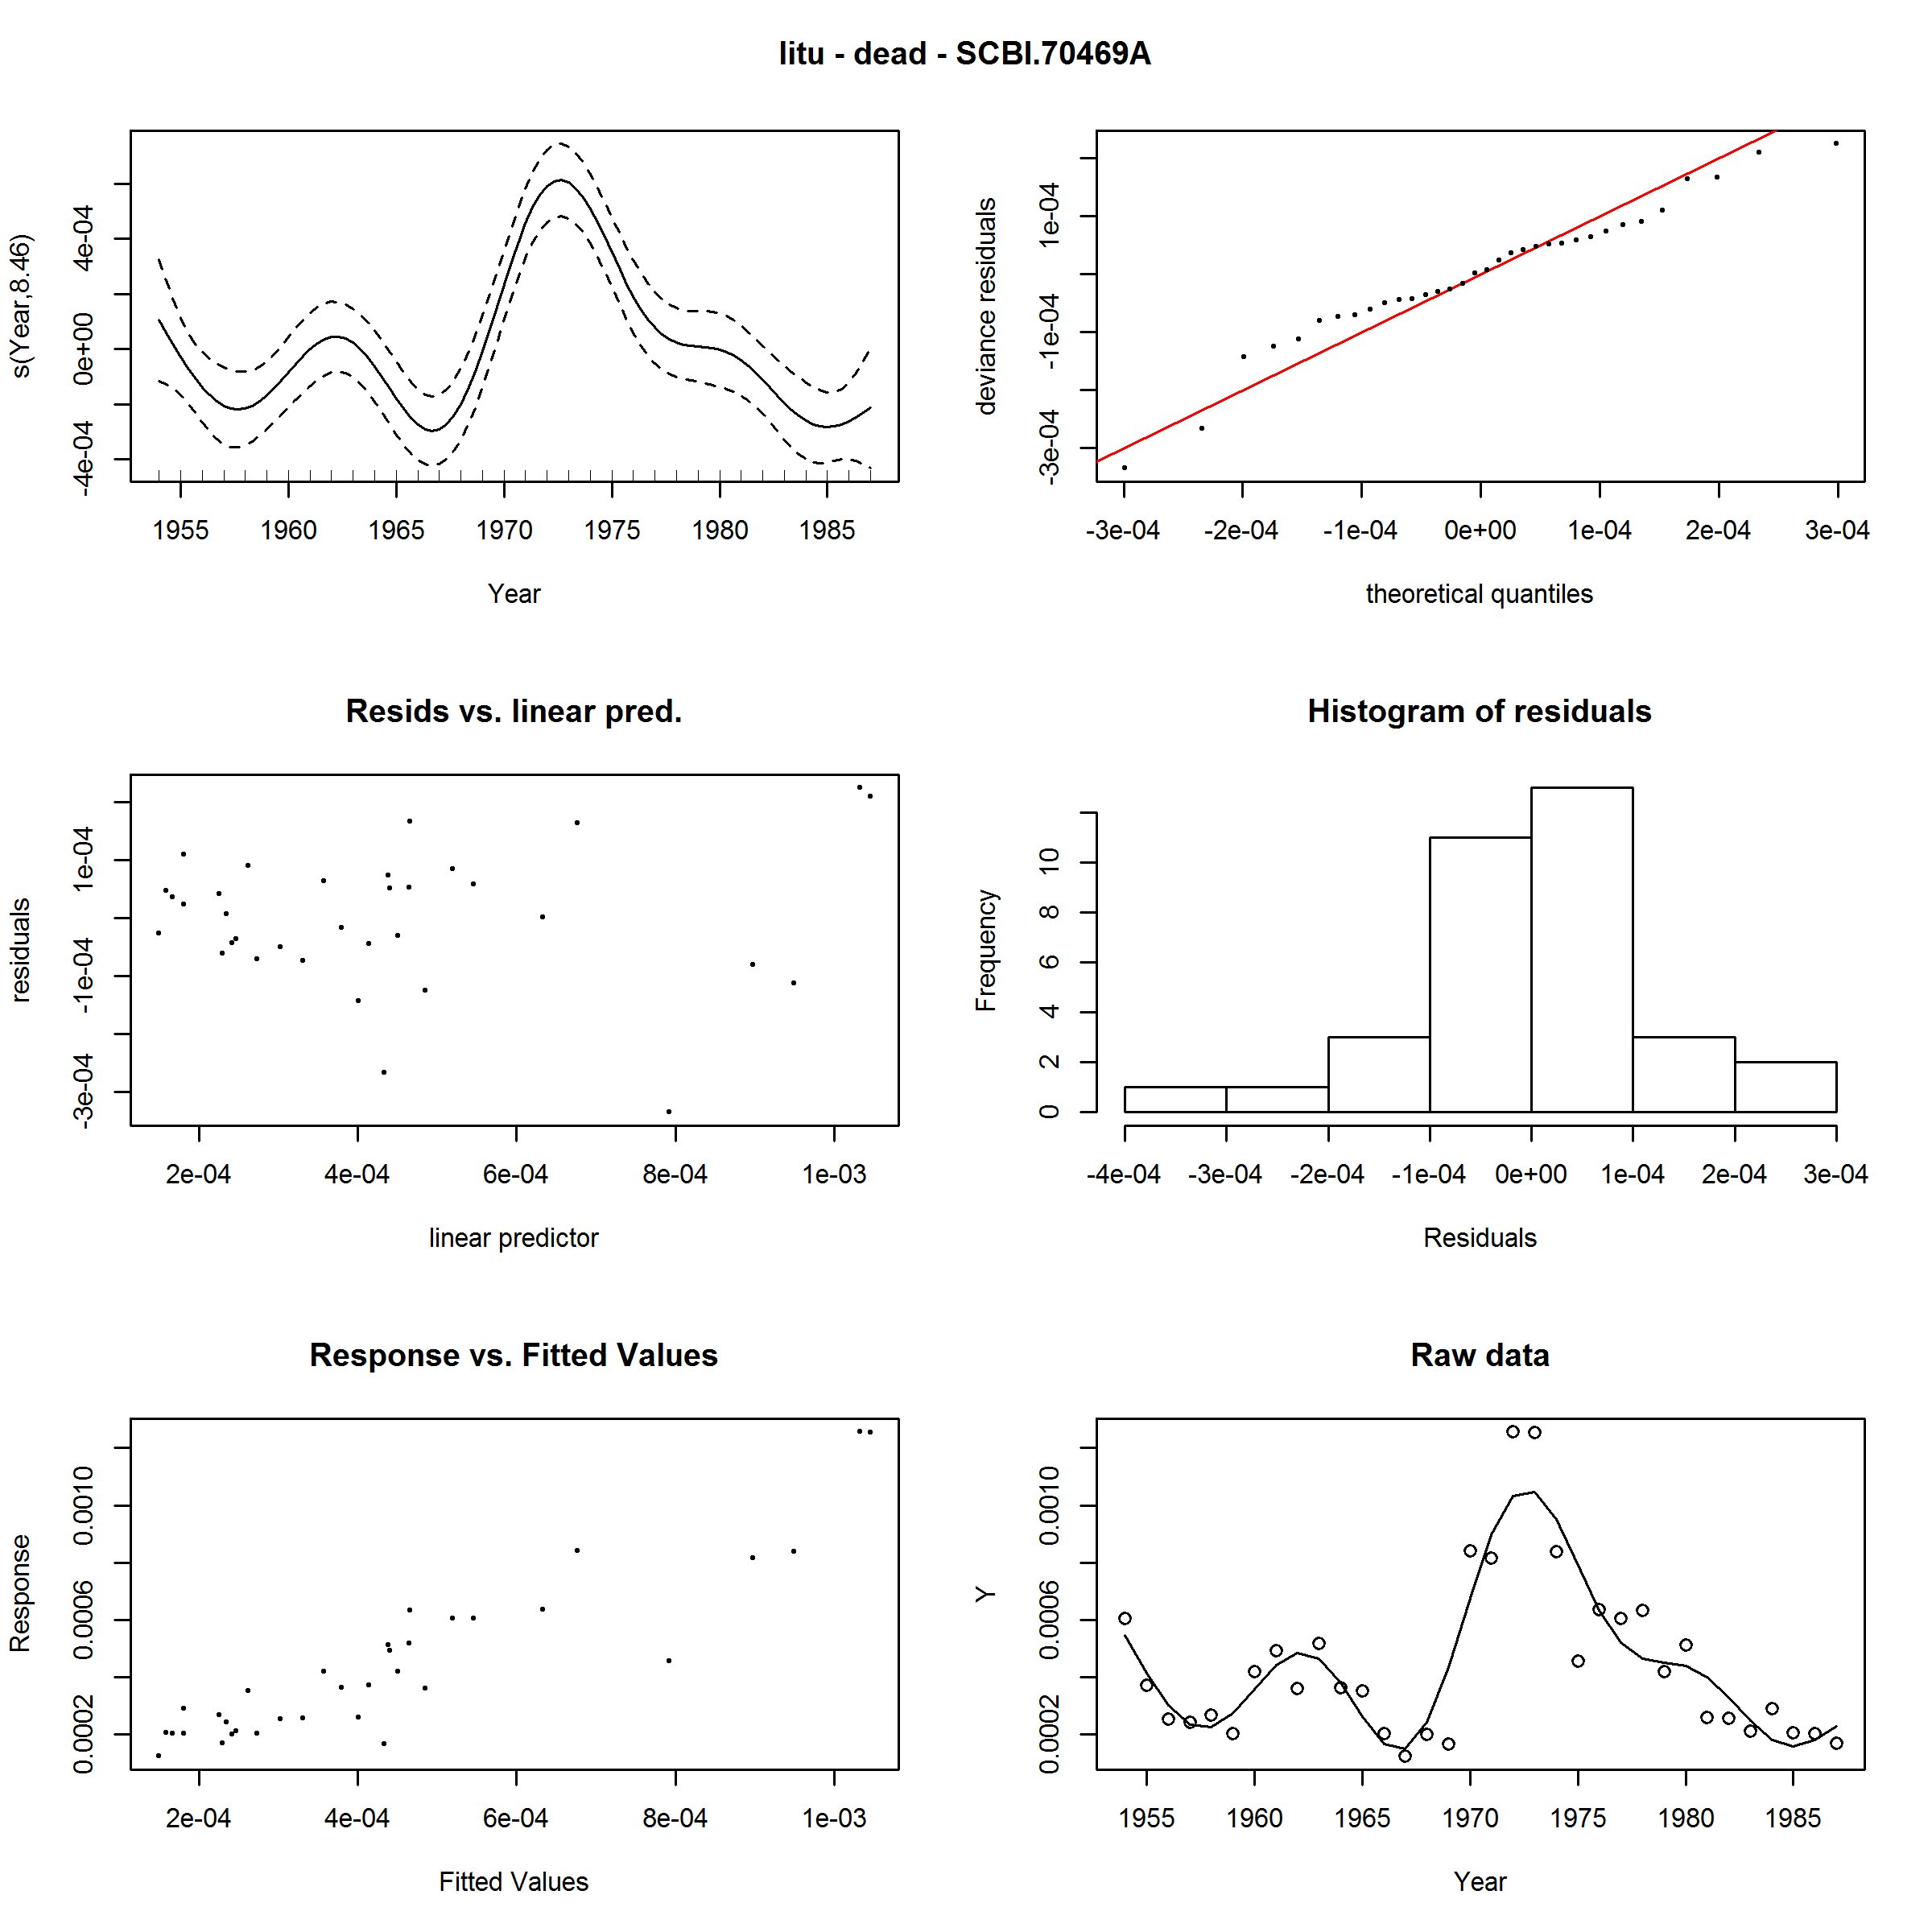 litu - dead - SCBI.70469A
s(Year,8.46)
-4e-04 0e+00 4e-04
1955 1960 1965 1970 1975 1980 1985
Year
deviance residuals
-3e-04 -1e-04 1e-04
-3e-04 -2e-04 -1e-04 0e+00 1e-04 2e-04 3e-04
theoretical quantiles
Resids vs. linear pred.
residuals
-3e-04 -1e-04 1e-04
2e-04 4e-04 6e-04 8e-04 1e-03
linear predictor
Histogram of residuals
Frequency
0 2 4 6 8 10
-4e-04 -3e-04 -2e-04 -1e-04 0e+00 1e-04 2e-04 3e-04
Residuals
Response vs. Fitted Values
Response
0.0002 0.0006 0.0010
2e-04 4e-04 6e-04 8e-04 1e-03
Fitted Values
Raw data
Y
0.0002 0.0006 0.0010
1955 1960 1965 1970 1975 1980 1985
Year